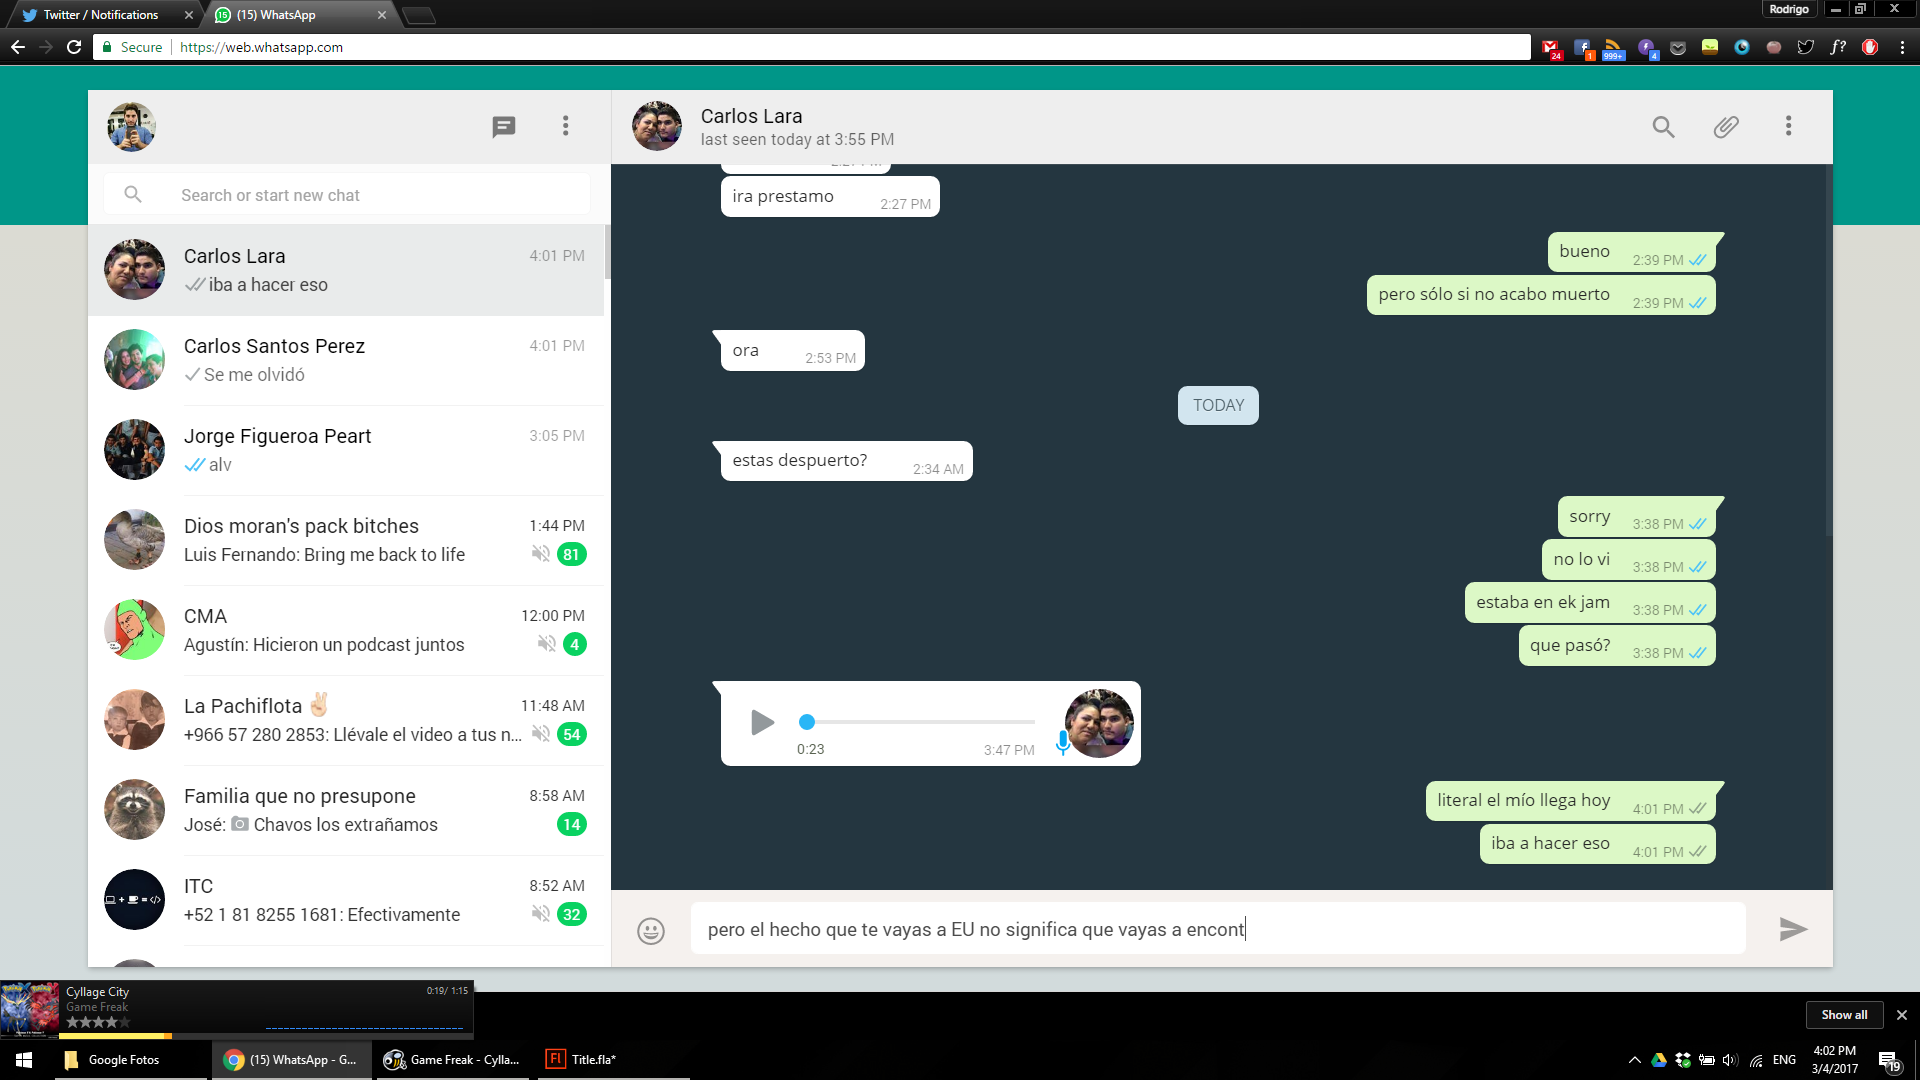 Twitter / Notifications
(15) WhatsApp
Rodrigo
Secure
https://web.whatsapp.com
24
1
999+
4
f?
Carlos Lara
last seen today at 3:55 PM
Search or start new chat
Carlos Lara
4:01 PM
iba a hacer eso
Carlos Santos Perez
4:01 PM
Se me olvidó
Jorge Figueroa Peart
3:05 PM
alv
Dios moran's pack bitches
1:44 PM
Luis Fernando: Bring me back to life
81
CMA
12:00 PM
Agustín: Hicieron un podcast juntos
4
La Pachiflota ✌🏻
11:48 AM
+966 57 280 2853: Llévale el video a tus n...
54
Familia que no presupone
8:58 AM
José: 📷 Chavos los extrañamos
14
ITC
8:52 AM
+52 1 81 8255 1681: Efectivamente
32
ira prestamo
2:27 PM
bueno
2:39 PM
pero sólo si no acabo muerto
2:39 PM
ora
2:53 PM
TODAY
estas despuerto?
2:34 AM
sorry
3:38 PM
no lo vi
3:38 PM
estaba en ek jam
3:38 PM
que pasó?
3:38 PM
0:23
3:47 PM
literal el mío llega hoy
4:01 PM
iba a hacer eso
4:01 PM
pero el hecho que te vayas a EU no significa que vayas a encont
Cyllage City
0:19/ 1:15
Game Freak
Show all
Google Fotos
(15) WhatsApp - G...
Game Freak - Cylla...
Fl
Title.fla*
ENG
4:02 PM
3/4/2017
19